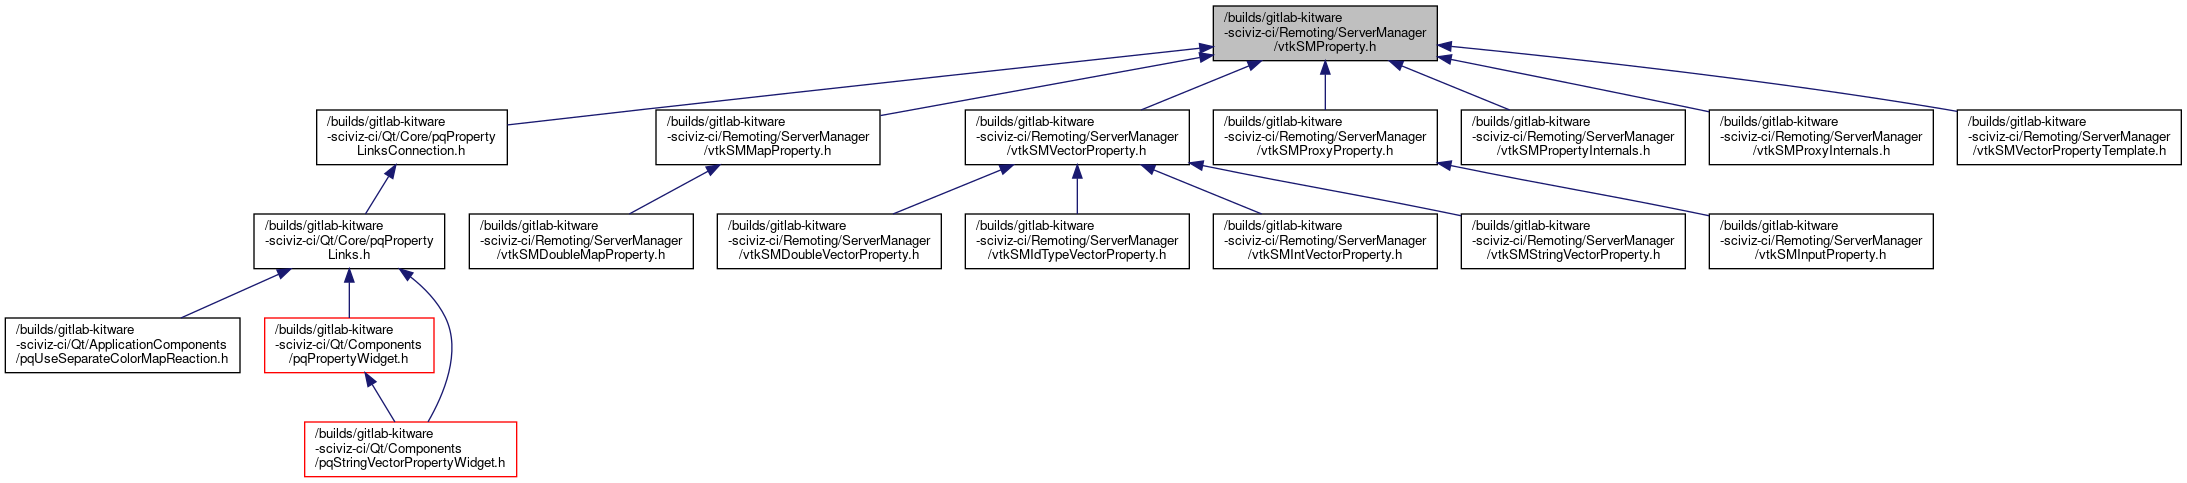 /builds/gitlab-kitware
-sciviz-ci/Remoting/ServerManager
/vtkSMProperty.h
/builds/gitlab-kitware
-sciviz-ci/Qt/Core/pqProperty
LinksConnection.h
/builds/gitlab-kitware
-sciviz-ci/Remoting/ServerManager
/vtkSMMapProperty.h
/builds/gitlab-kitware
-sciviz-ci/Remoting/ServerManager
/vtkSMVectorProperty.h
/builds/gitlab-kitware
-sciviz-ci/Remoting/ServerManager
/vtkSMProxyProperty.h
/builds/gitlab-kitware
-sciviz-ci/Remoting/ServerManager
/vtkSMPropertyInternals.h
/builds/gitlab-kitware
-sciviz-ci/Remoting/ServerManager
/vtkSMProxyInternals.h
/builds/gitlab-kitware
-sciviz-ci/Remoting/ServerManager
/vtkSMVectorPropertyTemplate.h
/builds/gitlab-kitware
-sciviz-ci/Qt/Core/pqProperty
Links.h
/builds/gitlab-kitware
-sciviz-ci/Remoting/ServerManager
/vtkSMDoubleMapProperty.h
/builds/gitlab-kitware
-sciviz-ci/Remoting/ServerManager
/vtkSMDoubleVectorProperty.h
/builds/gitlab-kitware
-sciviz-ci/Remoting/ServerManager
/vtkSMIdTypeVectorProperty.h
/builds/gitlab-kitware
-sciviz-ci/Remoting/ServerManager
/vtkSMIntVectorProperty.h
/builds/gitlab-kitware
-sciviz-ci/Remoting/ServerManager
/vtkSMStringVectorProperty.h
/builds/gitlab-kitware
-sciviz-ci/Remoting/ServerManager
/vtkSMInputProperty.h
/builds/gitlab-kitware
-sciviz-ci/Qt/ApplicationComponents
/pqUseSeparateColorMapReaction.h
/builds/gitlab-kitware
-sciviz-ci/Qt/Components
/pqPropertyWidget.h
/builds/gitlab-kitware
-sciviz-ci/Qt/Components
/pqStringVectorPropertyWidget.h